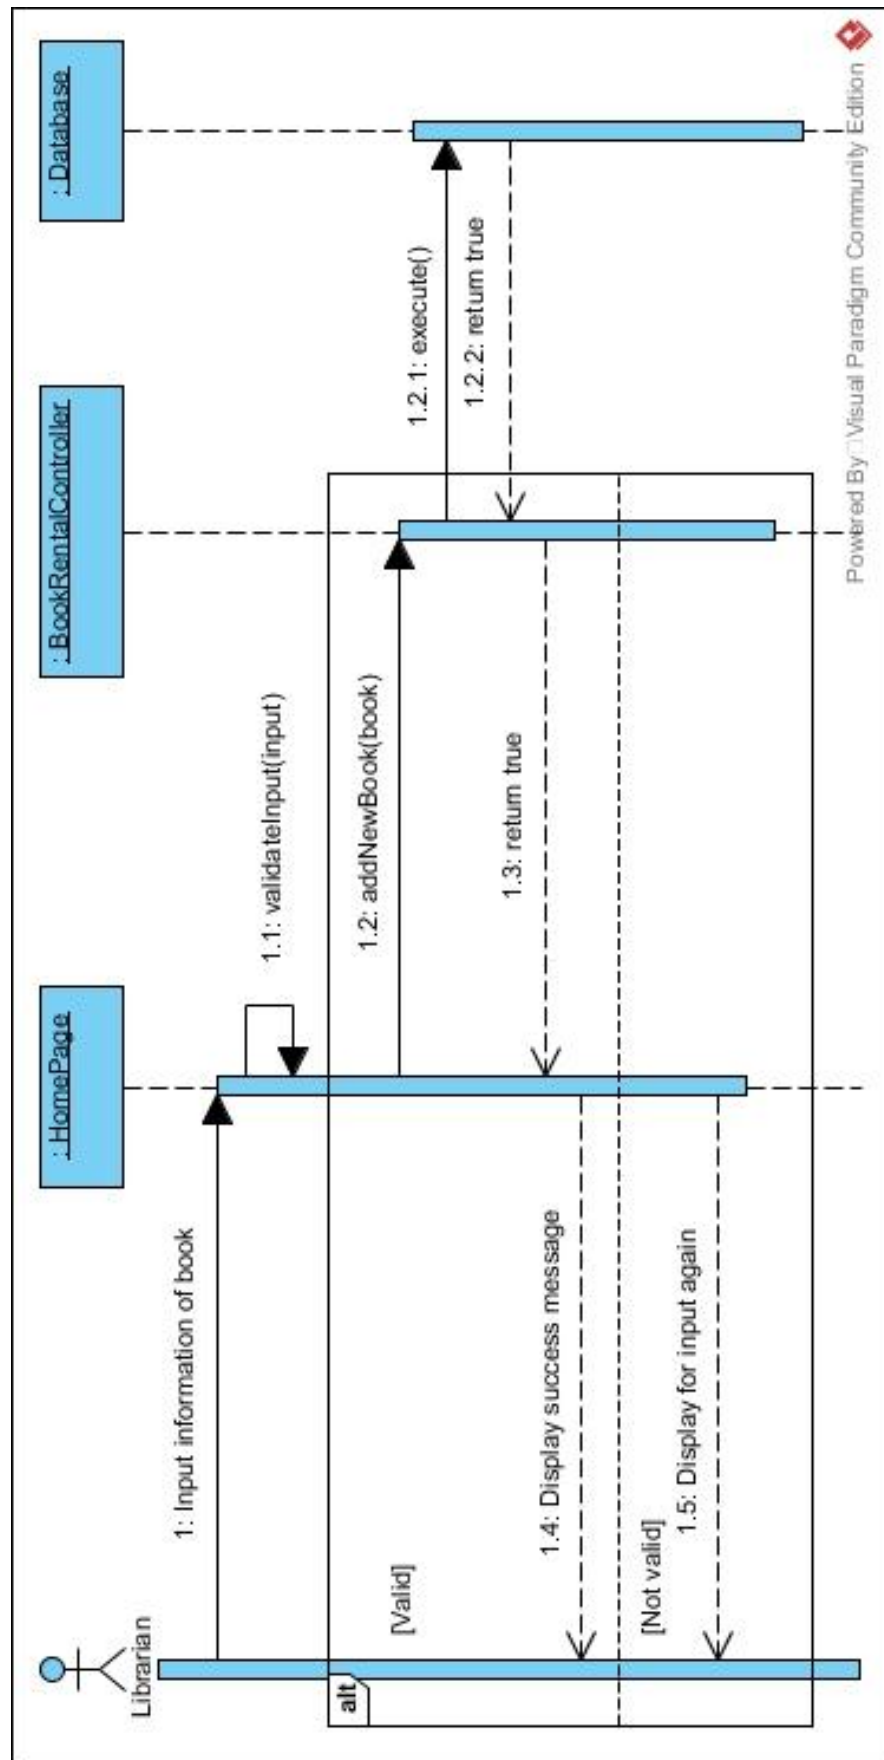 Librarian
: HomePage
: BookRentalController
: Database
1: Input information of book
1.1: validateInput(input)
alt
[Valid]
1.2: addNewBook(book)
1.2.1: execute()
1.2.2: return true
1.3: return true
1.4: Display success message
[Not valid]
1.5: Display for input again
Powered By Visual Paradigm Community Edition